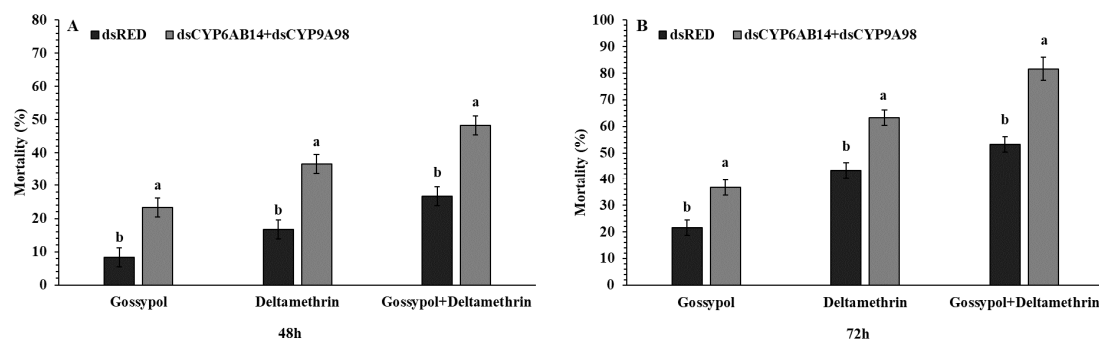 A
dsRED dsCYP6AB14+dsCYP9A98
Mortality (%)
80
70
60
50
40
30
20
10
0
a
b
a
b
a
b
Gossypol Deltamethrin Gossypol+Deltamethrin
48h
B
dsRED dsCYP6AB14+dsCYP9A98
Mortality (%)
100
90
80
70
60
50
40
30
20
10
0
a
b
a
b
a
b
Gossypol Deltamethrin Gossypol+Deltamethrin
72h